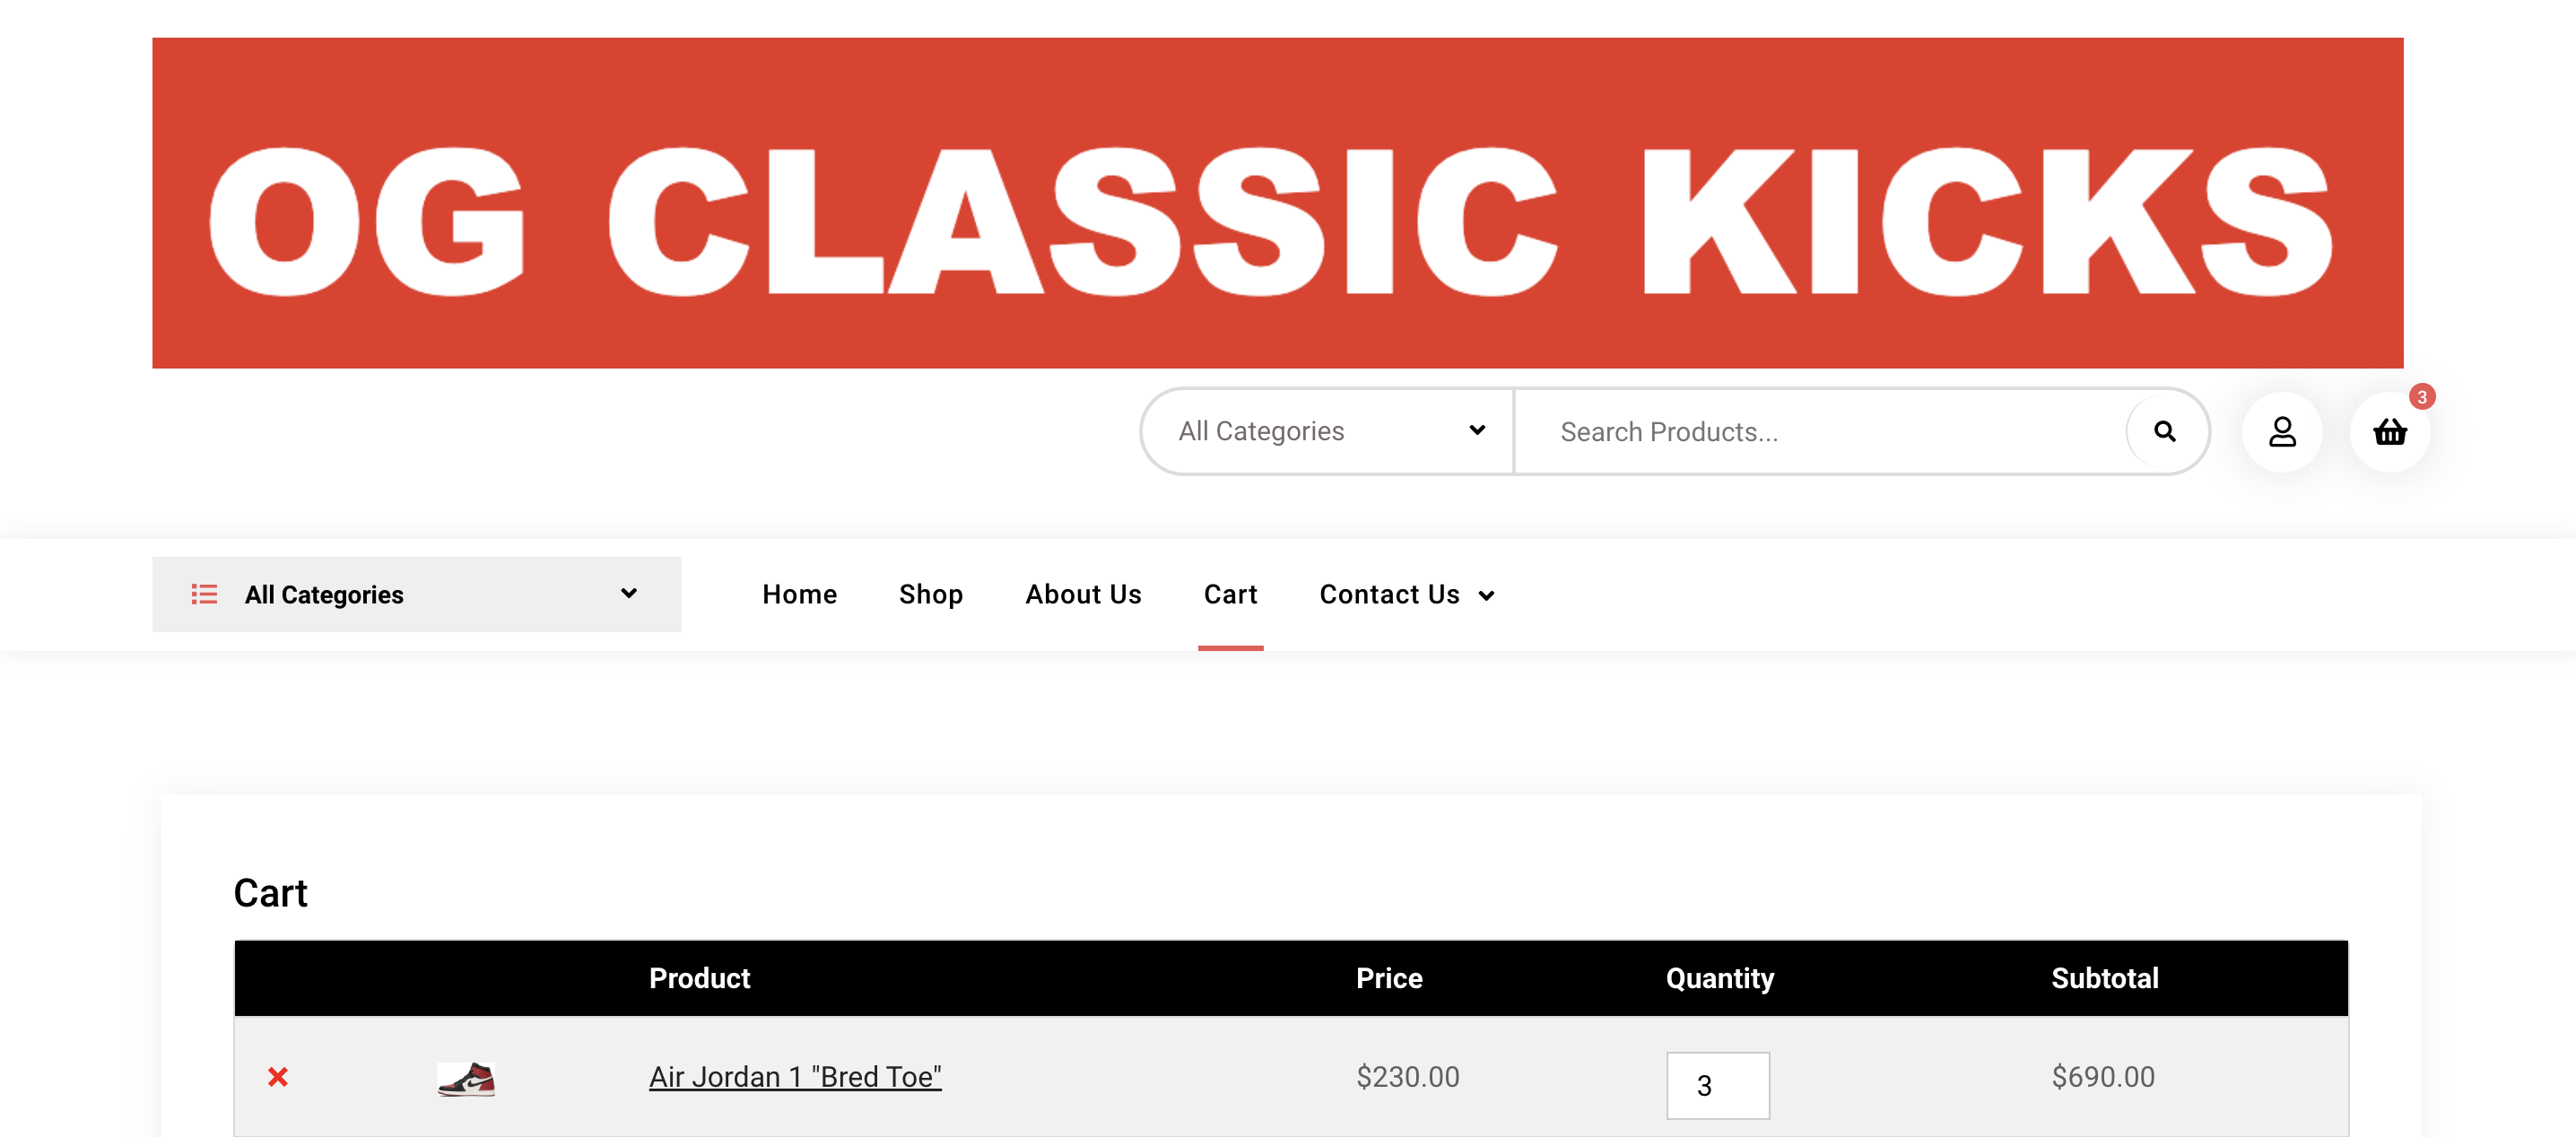 OG CLASSIC KICKS
All Categories Search Products... 3
All Categories Home Shop About Us Cart Contact Us
Cart
Product Price Quantity Subtotal
Air Jordan 1 "Bred Toe" $230.00 3 $690.00